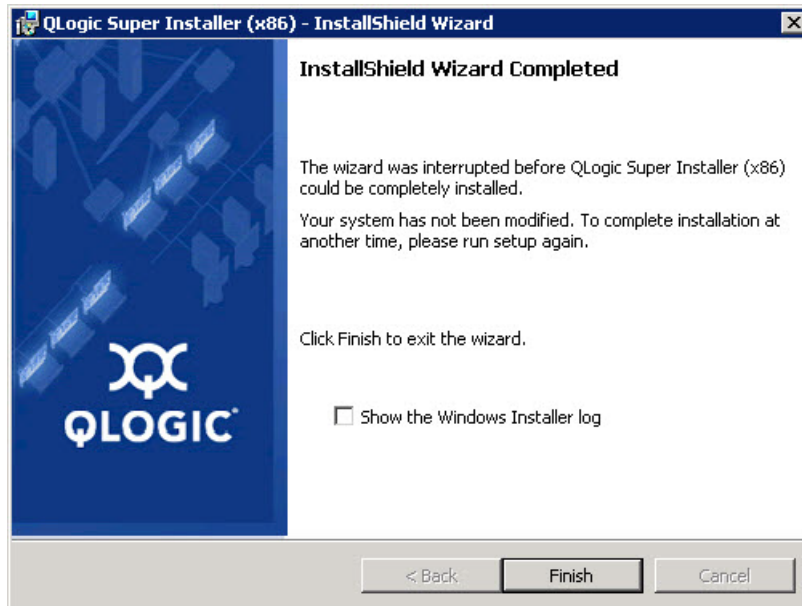 QLogic Super Installer (x86) - InstallShield Wizard
InstallShield Wizard Completed
The wizard was interrupted before QLogic Super Installer (x86)
could be completely installed.
Your system has not been modified. To complete installation at
another time, please run setup again.
Click Finish to exit the wizard.
Show the Windows Installer log
QLOGIC
< Back
Finish
Cancel